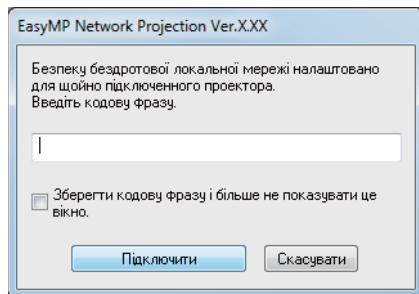 EasyMP Network Projection Ver.X.XX
Безпеку бездротової локальної мережі налаштовано
для щойно підключенного проектора.
Введіть кодову фразу.
Зберегти кодову фразу і більше не показувати це
вікно.
Підключити
Скасувати